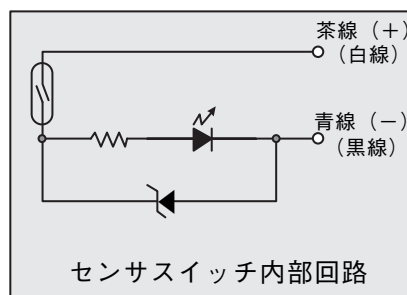 茶線（＋）
（白線）
青線（－）
（黒線）
センサスイッチ内部回路